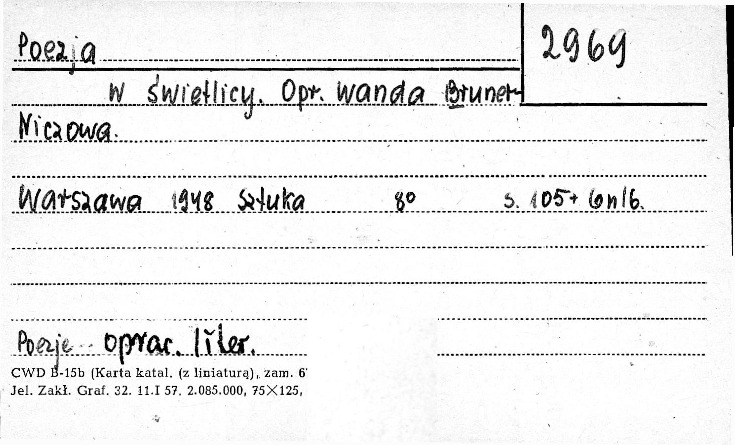 Poezja
2969
w świetlicy. Opr. Wanda Bruner-
Niczowa.
Warszawa 1948 Sztuka 8° s. 105+6nlb.
Poezje oprac. liter.
CWD B-15b (Karta katal. (z liniaturą), zam. 6
Jel. Zakł. Graf. 32. 11.I 57. 2.085.000, 75×125,